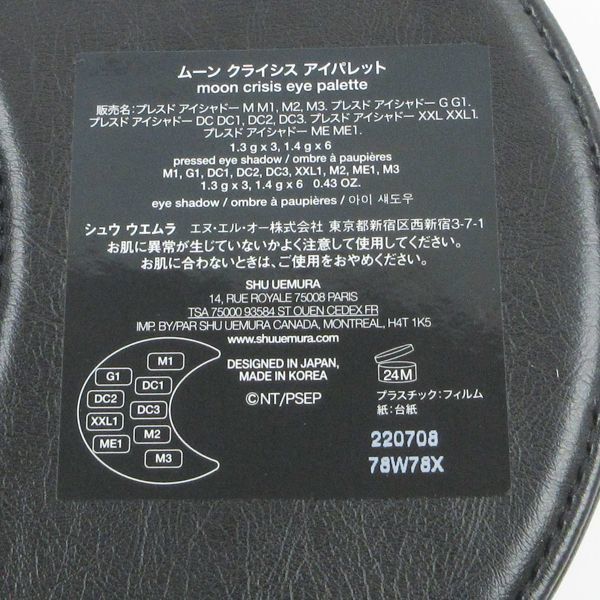 ムーン クライシス アイパレット
moon crisis eye palette
販売名：プレスド アイシャドー M M1, M2, M3. プレスド アイシャドー G G1.
プレスド アイシャドー DC DC1, DC2, DC3. プレスド アイシャドー XXL XXL1.
プレスド アイシャドー ME ME1.
1.3 g x 3, 1.4 g x 6
pressed eye shadow / ombre à paupières
M1, G1, DC1, DC2, DC3, XXL1, M2, ME1, M3
1.3 g x 3, 1.4 g x 6 0.43 OZ.
eye shadow / ombre à paupières / 아이 섀도우
シュウ ウエムラ エヌ・エル・オー株式会社 東京都新宿区西新宿3-7-1
お肌に異常が生じていないかよく注意して使用してください。
お肌に合わないときは、ご使用をおやめください。
SHU UEMURA
14, RUE ROYALE 75008 PARIS
TSA 75000 93584 ST OUEN CEDEX FR
IMP. BY/PAR SHU UEMURA CANADA, MONTREAL, H4T 1K5
www.shuuemura.com
M1
G1
DC1
DC2
DC3
XXL1
M2
ME1
M3
DESIGNED IN JAPAN,
MADE IN KOREA
©NT/PSEP
24M
プラスチック：フィルム
紙：台紙
220708
78W78X